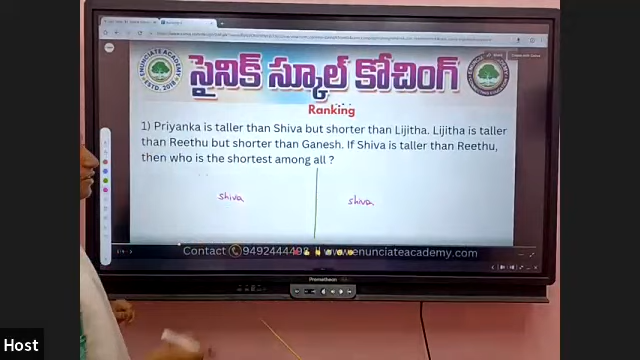 ENUNCIATE ACADEMY
ESTD. 2018
సైనిక్ స్కూల్ కోచింగ్
Ranking
1) Priyanka is taller than Shiva but shorter than Lijitha. Lijitha is taller
than Reethu but shorter than Ganesh. If Shiva is taller than Reethu,
then who is the shortest among all ?
shiva
shiva
Contact 9492444498 || www.enunciateacademy.com
Promethean
Host